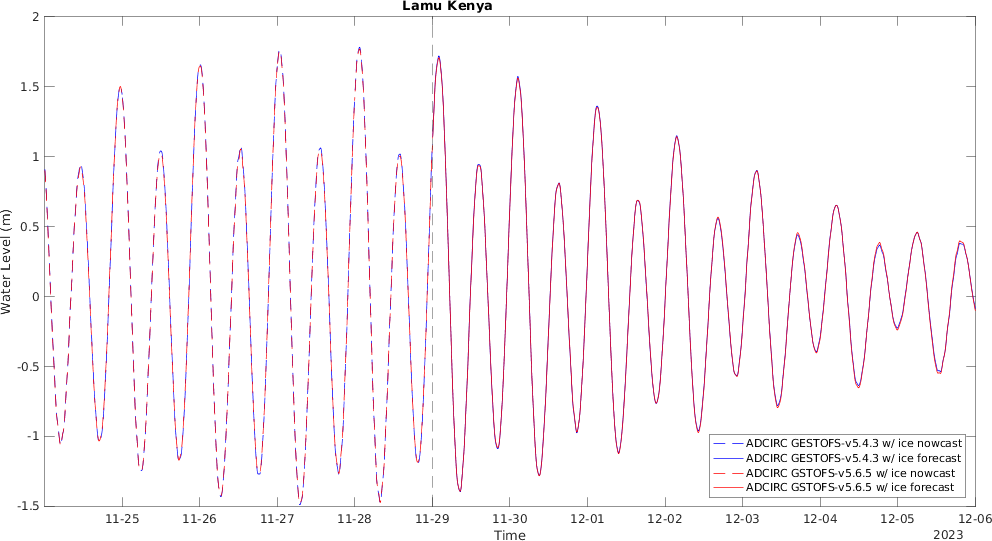 Lamu Kenya
Water Level (m)
2
1.5
1
0.5
0
-0.5
-1
-1.5
11-25 11-26 11-27 11-28 11-29 11-30 12-01 12-02 12-03 12-04 12-05 12-06
Time
2023
ADCIRC GESTOFS-v5.4.3 w/ ice nowcast
ADCIRC GESTOFS-v5.4.3 w/ ice forecast
ADCIRC GSTOFS-v5.6.5 w/ ice nowcast
ADCIRC GSTOFS-v5.6.5 w/ ice forecast